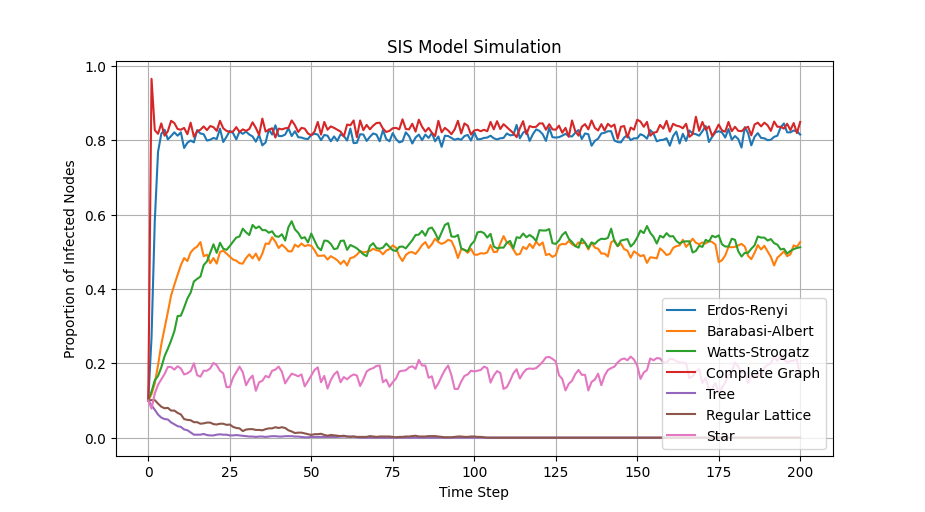 SIS Model Simulation
Proportion of Infected Nodes
1.0
0.8
0.6
0.4
0.2
0.0
Erdos-Renyi
Barabasi-Albert
Watts-Strogatz
Complete Graph
Tree
Regular Lattice
Star
0 25 50 75 100 125 150 175 200
Time Step